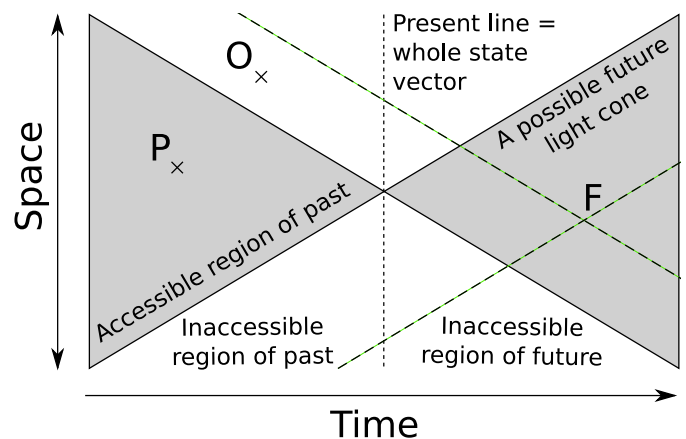 Present line =
whole state
vector
A possible future
light cone
O
P
F
Space
Accessible region of past
Inaccessible
region of past
Inaccessible
region of future
Time